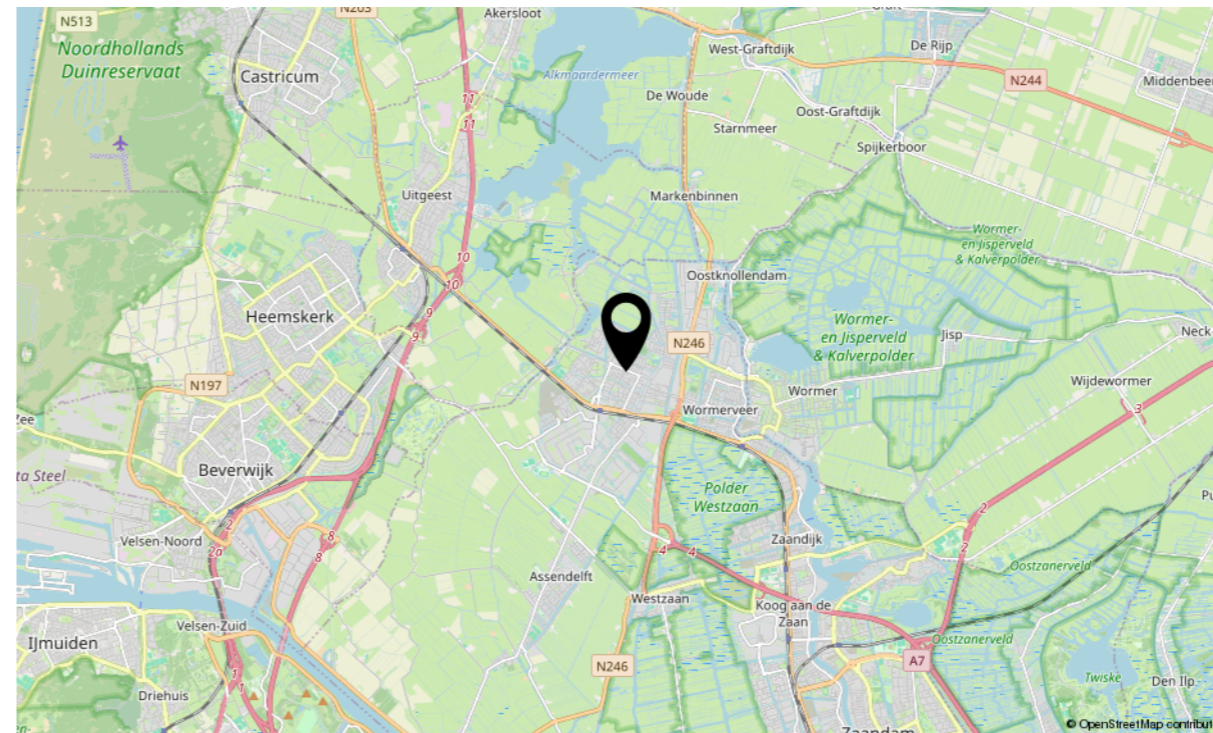 N513
N203
Akersloot
Graft
Noordhollands
Duinreservaat
Castricum
Alkmaardermeer
West-Graftdijk
De Rijp
N244
Middenbee
11
11
De Woude
Starnmeer
Oost-Graftdijk
Spijkerboor
Uitgeest
Markenbinnen
10
10
Oostknollendam
Wormer-
en Jisperveld
& Kalverpolder
9
9
Heemskerk
N246
Wormer-
en Jisperveld
& Kalverpolder
Jisp
Neck
N197
Wormer
Wijdewormer
3
Wormerveer
Zee
ta Steel
Beverwijk
Polder
Westzaan
2
2
Pu
Velsen-Noord
2
2a
8
8
4
4
Zaandijk
Assendelft
Westzaan
Oostzanerveld
Koog aan de
Zaan
IJmuiden
Velsen-Zuid
Oostzanerveld
N246
A7
1
1
Driehuis
Twiske
Den Ilp
en-
Zaandam
© OpenStreetMap contribut